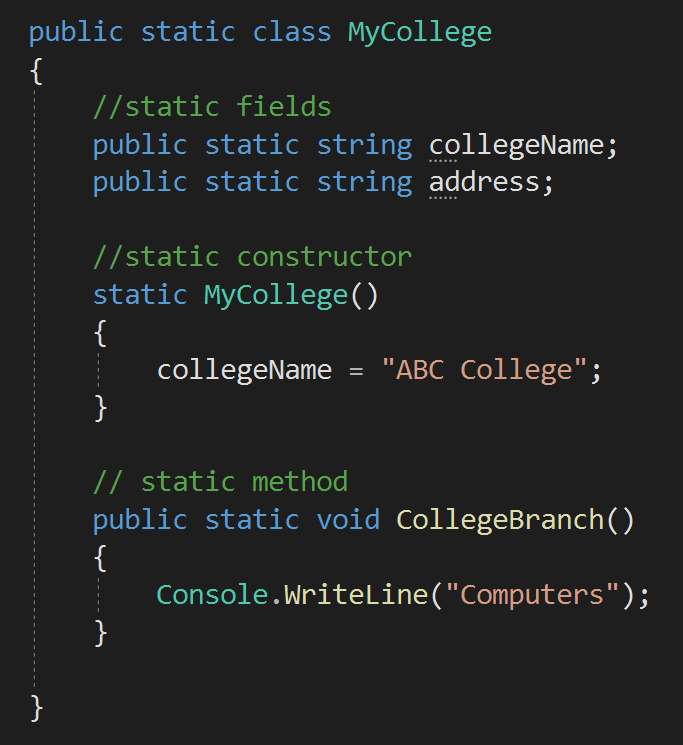 public static class MyCollege
{
//static fields
public static string collegeName;
public static string address;
//static constructor
static MyCollege()
{
collegeName = "ABC College";
}
// static method
public static void CollegeBranch()
{
Console.WriteLine("Computers");
}
}